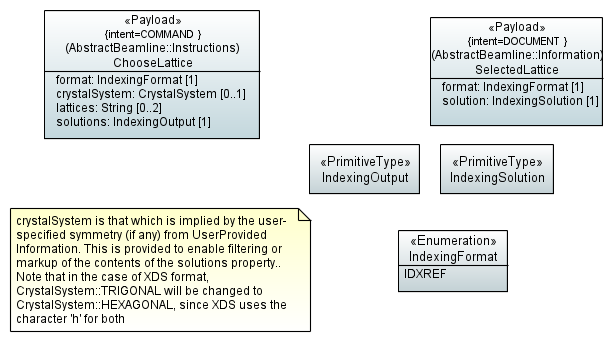 «Payload»
{intent=COMMAND }
(AbstractBeamline::Instructions)
ChooseLattice
format: IndexingFormat [1]
crystalSystem: CrystalSystem [0..1]
lattices: String [0..2]
solutions: IndexingOutput [1]
«Payload»
{intent=DOCUMENT }
(AbstractBeamline::Information)
SelectedLattice
format: IndexingFormat [1]
solution: IndexingSolution [1]
«PrimitiveType»
IndexingOutput
«PrimitiveType»
IndexingSolution
crystalSystem is that which is implied by the user-
specified symmetry (if any) from UserProvided
Information. This is provided to enable filtering or
markup of the contents of the solutions property..
Note that in the case of XDS format,
CrystalSystem::TRIGONAL will be changed to
CrystalSystem::HEXAGONAL, since XDS uses the
character 'h' for both
«Enumeration»
IndexingFormat
IDXREF